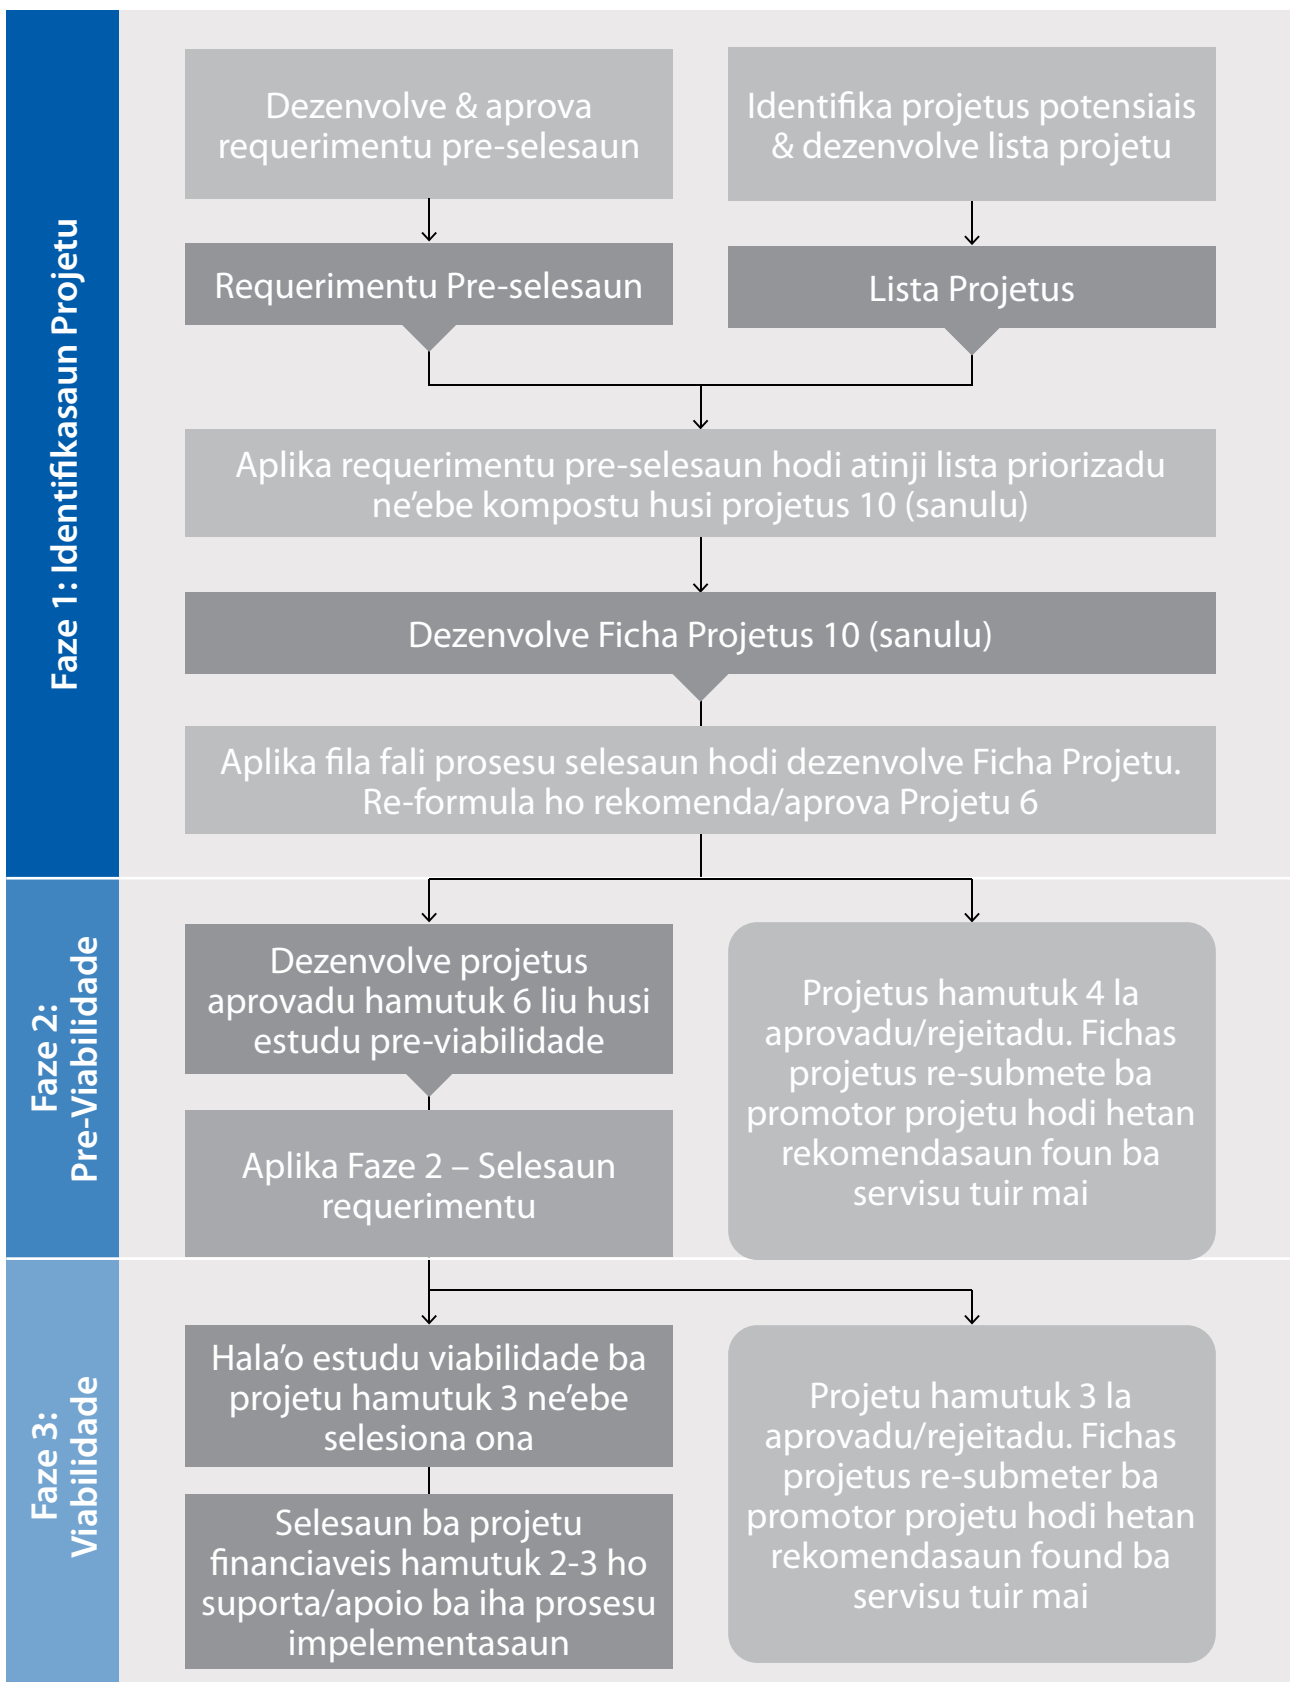 Faze 1: Identifikasaun Projetu
Dezenvolve & aprova
requerimentu pre-selesaun
Identifika projetus potensiais
& dezenvolve lista projetu
Requerimentu Pre-selesaun
Lista Projetus
Aplika requerimentu pre-selesaun hodi atinji lista priorizadu
ne'ebe kompostu husi projetus 10 (sanulu)
Dezenvolve Ficha Projetus 10 (sanulu)
Aplika fila fali prosesu selesaun hodi dezenvolve Ficha Projetu.
Re-formula ho rekomenda/aprova Projetu 6
Faze 2:
Pre-Viabilidade
Dezenvolve projetus
aprovadu hamutuk 6 liu husi
estudu pre-viabilidade
Aplika Faze 2 – Selesaun
requerimentu
Projetus hamutuk 4 la
aprovadu/rejeitadu. Fichas
projetus re-submete ba
promotor projetu hodi hetan
rekomendasaun foun ba
servisu tuir mai
Faze 3:
Viabilidade
Hala'o estudu viabilidade ba
projetu hamutuk 3 ne'ebe
selesiona ona
Selesaun ba projetu
financiaveis hamutuk 2-3 ho
suporta/apoio ba iha prosesu
impelementasaun
Projetu hamutuk 3 la
aprovadu/rejeitadu. Fichas
projetus re-submeter ba
promotor projetu hodi hetan
rekomendasaun found ba
servisu tuir mai